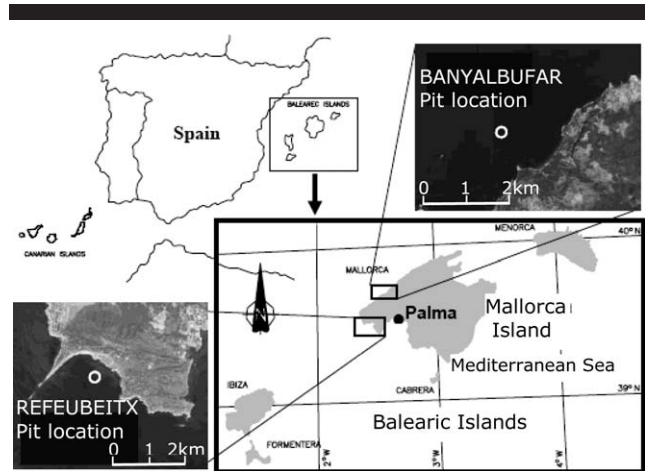 BALEAREC ISLANDS
Spain
CANARIAN ISLANDS
BANYALBUFAR
Pit location
0 1 2km
MENORCA
40° N
MALLORCA
N
Palma
Mallorca
Island
Mediterranean Sea
IBIZA
CABRERA
39° N
Balearic Islands
FORMENTERA
2°W
3°W
4°W
REFEUBEITX
Pit location
0 1 2km